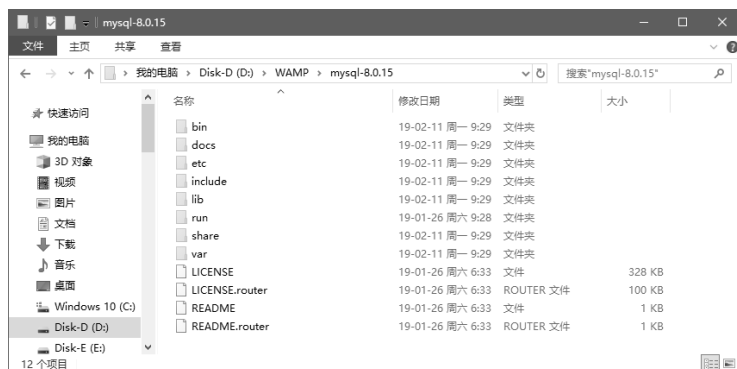 mysql-8.0.15
文件 主页 共享 查看
我的电脑 > Disk-D (D:) > WAMP > mysql-8.0.15 搜索"mysql-8.0.15"
名称 修改日期 类型 大小
快速访问
我的电脑
3D 对象
视频
图片
文档
下载
音乐
桌面
Windows 10 (C:)
Disk-D (D:)
Disk-E (E:)
bin 19-02-11 周一 9:29 文件夹
docs 19-02-11 周一 9:29 文件夹
etc 19-02-11 周一 9:29 文件夹
include 19-02-11 周一 9:29 文件夹
lib 19-02-11 周一 9:29 文件夹
run 19-01-26 周六 9:28 文件夹
share 19-02-11 周一 9:29 文件夹
var 19-02-11 周一 9:29 文件夹
LICENSE 19-01-26 周六 6:33 文件 328 KB
LICENSE.router 19-01-26 周六 6:33 ROUTER 文件 100 KB
README 19-01-26 周六 6:33 文件 1 KB
README.router 19-01-26 周六 6:33 ROUTER 文件 1 KB
12 个项目